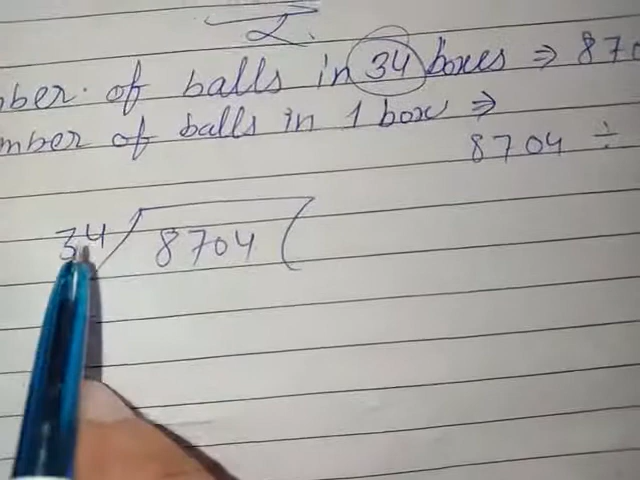 2.
ber. of balls in 34 boxes ⇒ 870
mber of balls in 1 box ⇒
8704 ÷
34 8704 (